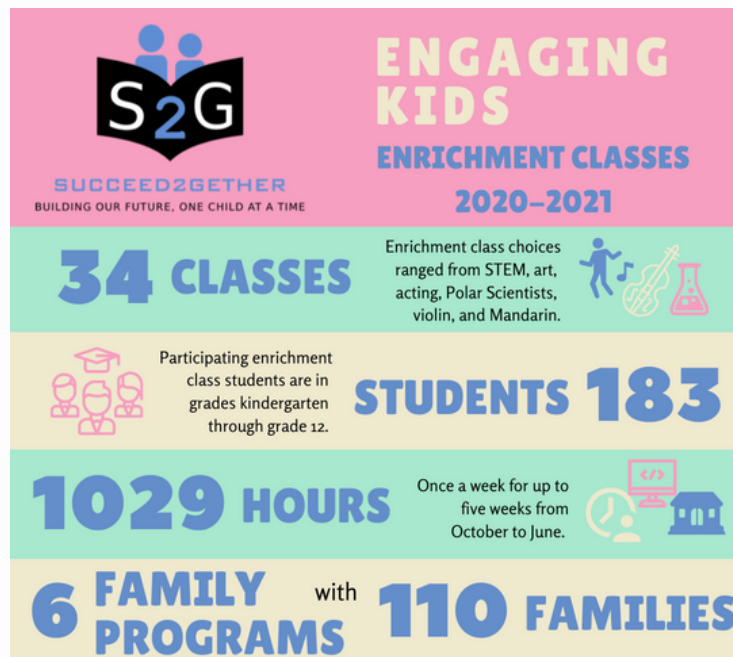 S2G
SUCCEED2GETHER
BUILDING OUR FUTURE, ONE CHILD AT A TIME
ENGAGING
KIDS
ENRICHMENT CLASSES
2020–2021
34 CLASSES
Enrichment class choices
ranged from STEM, art,
acting, Polar Scientists,
violin, and Mandarin.
Participating enrichment
class students are in
grades kindergarten
through grade 12.
STUDENTS 183
1029 HOURS
Once a week for up to
five weeks from
October to June.
</>
6 FAMILY
PROGRAMS
with
110 FAMILIES